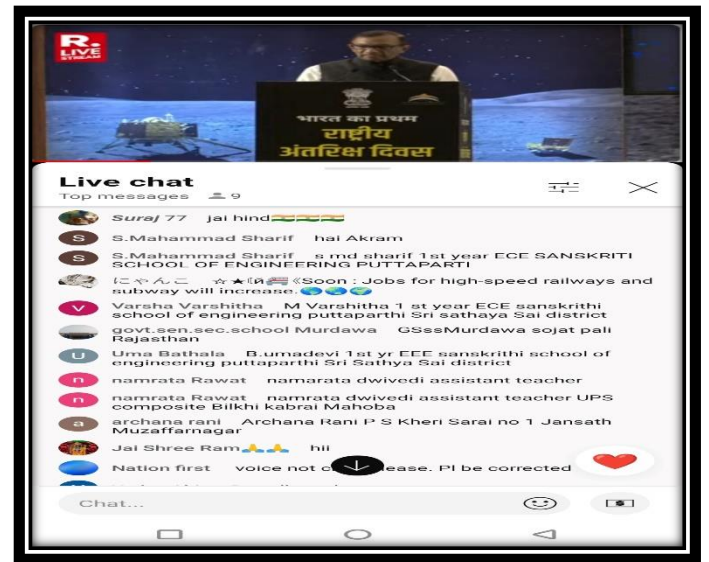 R.
LIVE
STREAM
भारत का प्रथम
राष्ट्रीय
अंतरिक्ष दिवस
Live chat
Top messages 9
Suraj 77 jai hind🇮🇳🇮🇳🇮🇳
S S.Mahammad Sharif hai Akram
S S.Mahammad Sharif s md sharif 1st year ECE SANSKRITI
SCHOOL OF ENGINEERING PUTTAPARTI
にゃんこ ☆★ 《Soon : Jobs for high-speed railways and
subway will increase.🌏🌍🌎
V Varsha Varshitha M Varshitha 1 st year ECE sanskrithi
school of engineering puttaparthi Sri sathaya Sai district
govt.sen.sec.school Murdawa GSssMurdawa sojat pali
Rajasthan
U Uma Bathala B.umadevi 1st yr EEE sanskrithi school of
engineering puttaparthi Sri Sathya Sai district
n namrata Rawat namarata dwivedi assistant teacher
n namrata Rawat namrata dwivedi assistant teacher UPS
composite Bilkhi kabrai Mahoba
a archana rani Archana Rani P S Kheri Sarai no 1 Jansath
Muzaffarnagar
Jai Shree Ram🙏🙏 hii
Nation first voice not ease. Pl be corrected
Chat...